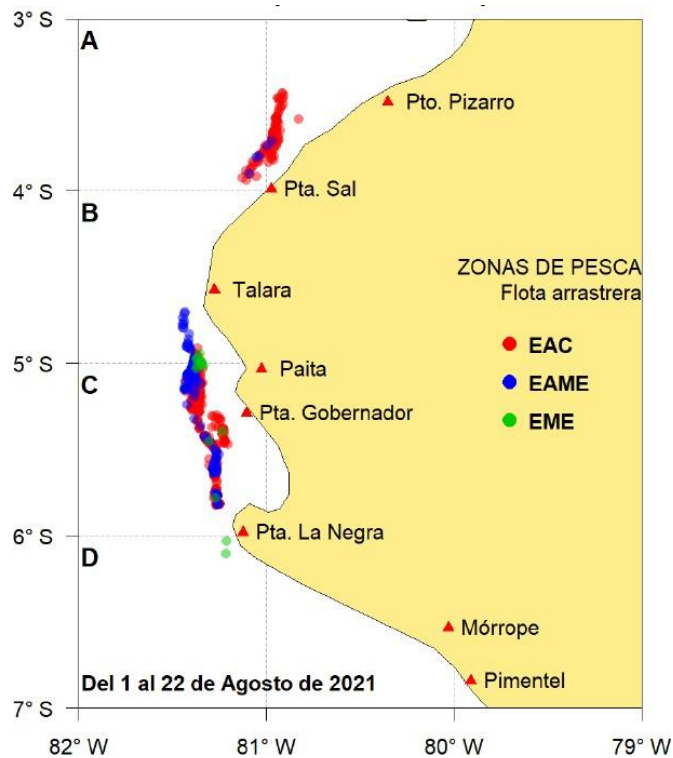 3° S
A
Pto. Pizarro
4° S
Pta. Sal
B
ZONAS DE PESCA
Flota arrastrera
Talara
EAC
5° S
Paita
C
EAME
Pta. Gobernador
EME
6° S
Pta. La Negra
D
Mórrope
Del 1 al 22 de Agosto de 2021
Pimentel
7° S
82° W
81° W
80° W
79° W